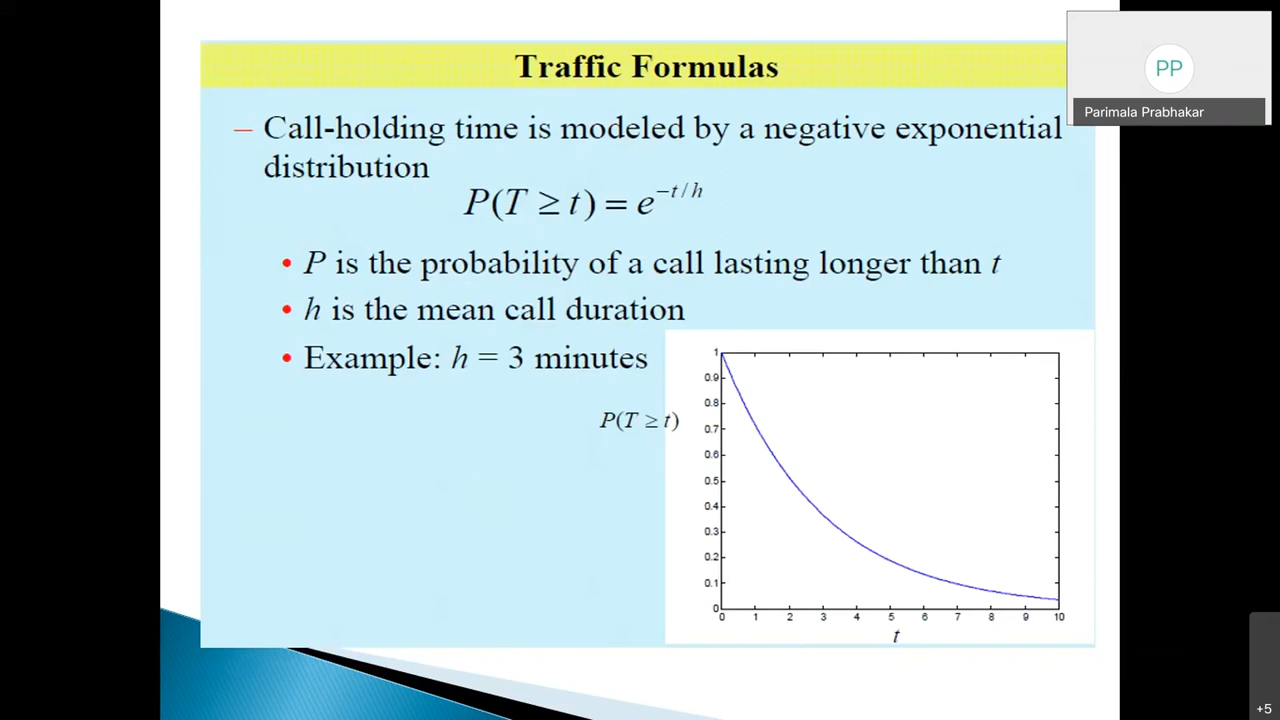 Traffic Formulas
PP
Parimala Prabhakar
– Call-holding time is modeled by a negative exponential
distribution
P(T ≥ t) = e^{-t/h}
• P is the probability of a call lasting longer than t
• h is the mean call duration
• Example: h = 3 minutes
P(T ≥ t)
1
0.9
0.8
0.7
0.6
0.5
0.4
0.3
0.2
0.1
0
0 1 2 3 4 5 6 7 8 9 10
t
+5